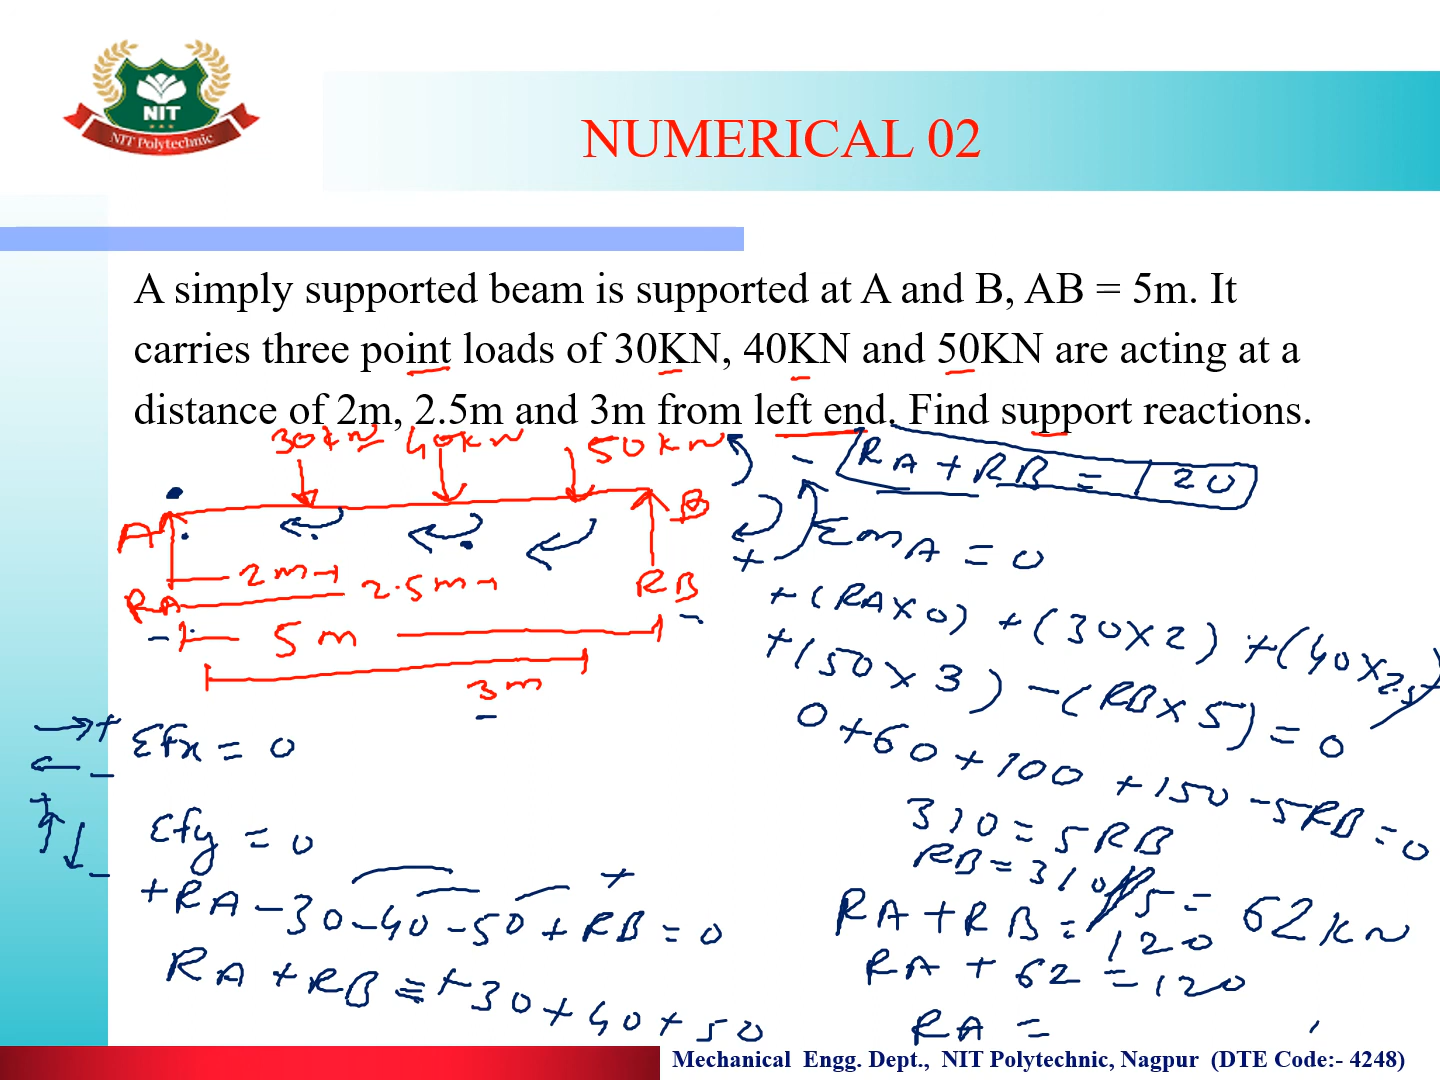 NIT
NIT Polytechnic
NUMERICAL 02
A simply supported beam is supported at A and B, AB = 5m. It
carries three point loads of 30KN, 40KN and 50KN are acting at a
distance of 2m, 2.5m and 3m from left end. Find support reactions.
30kN 40kN 50kN
A B
2m 2.5m
RA RB
5m
3m
→+ Σfx = 0
← −
+↑ ↓−
Σfy = 0
+RA − 30 − 40 − 50 + RB = 0
RA + RB = +30 + 40 + 50
RA + RB = 120
ΣmA = 0
+(RA×0) + (30×2) + (40×2.5)
+(50×3) − (RB×5) = 0
0+60+100+150−5RB=0
310 = 5RB
RB = 310/5 = 62kN
RA + RB = 120
RA + 62 = 120
RA =
Mechanical Engg. Dept., NIT Polytechnic, Nagpur (DTE Code:- 4248)